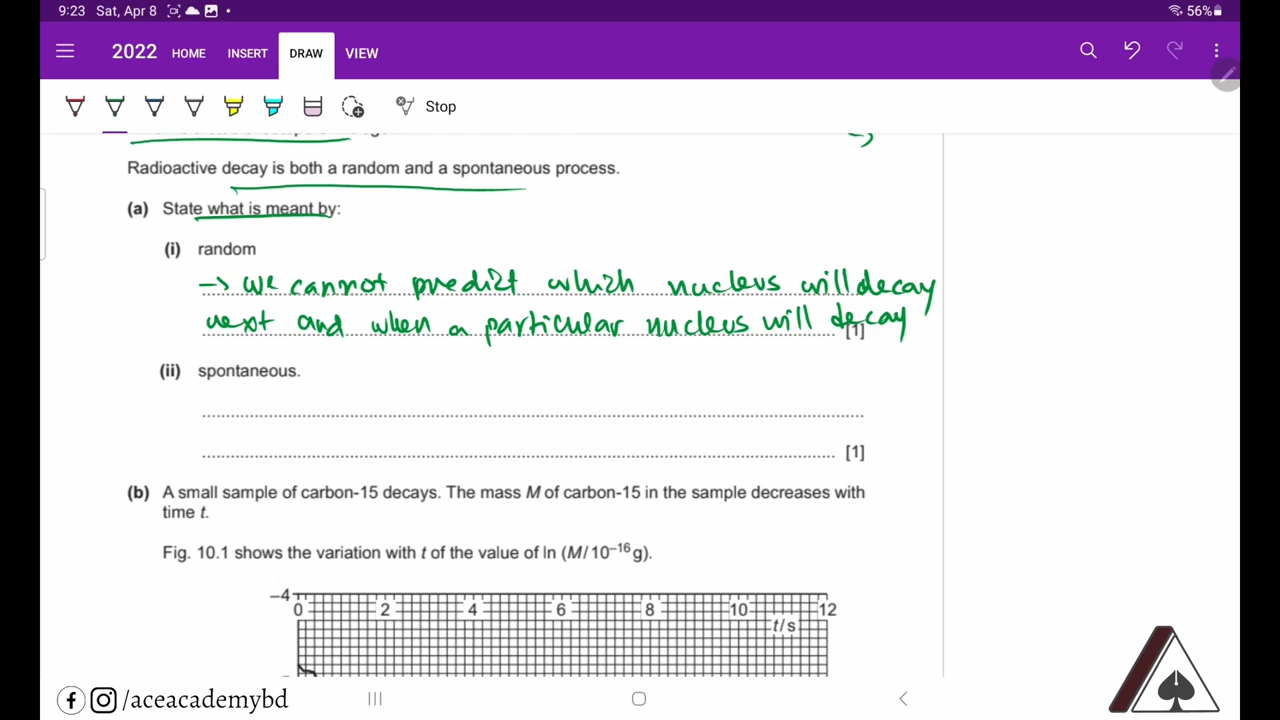 9:23 Sat, Apr 8 • 56%
2022 HOME INSERT DRAW VIEW
Stop
Radioactive decay is both a random and a spontaneous process.
(a) State what is meant by:
(i) random
→ we cannot predict which nucleus will decay
next and when a particular nucleus will decay
[1]
(ii) spontaneous.
[1]
(b) A small sample of carbon-15 decays. The mass M of carbon-15 in the sample decreases with
time t.
Fig. 10.1 shows the variation with t of the value of ln (M/10⁻¹⁶g).
–4
0 2 4 6 8 10 12
t/s
/aceacademybd